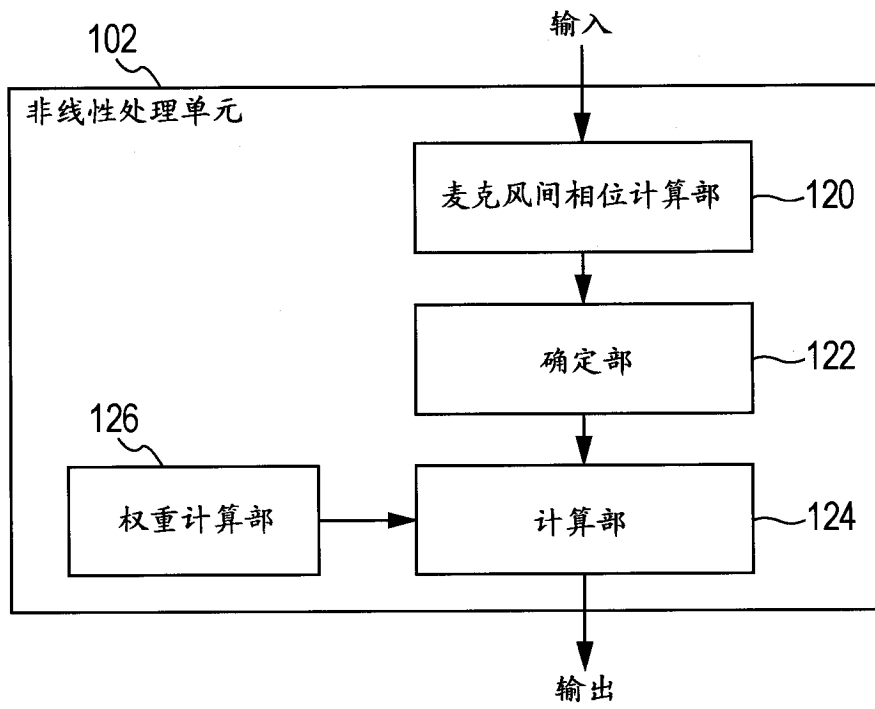 输入
102
非线性处理单元
麦克风间相位计算部
120
确定部
122
126
权重计算部
计算部
124
输出